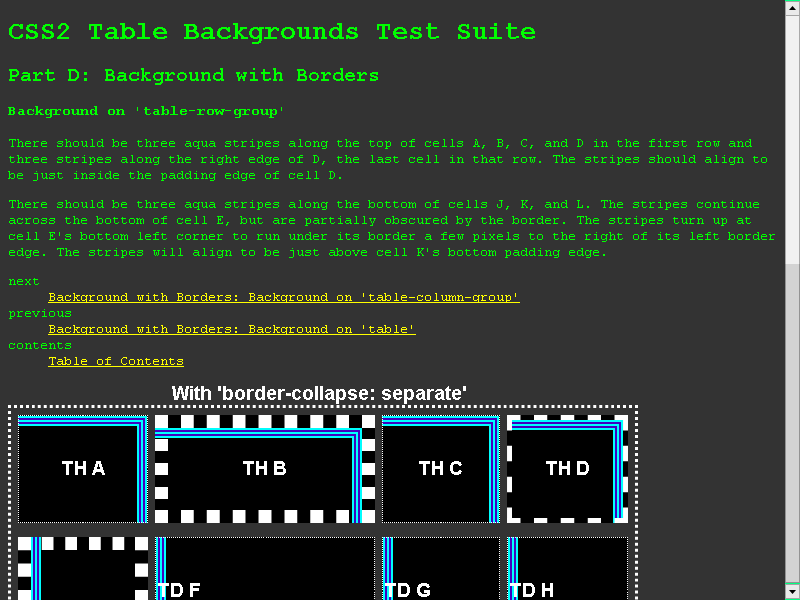 CSS2 Table Backgrounds Test Suite
Part D: Background with Borders
Background on 'table-row-group'
There should be three aqua stripes along the top of cells A, B, C, and D in the first row and
three stripes along the right edge of D, the last cell in that row. The stripes should align to
be just inside the padding edge of cell D.
There should be three aqua stripes along the bottom of cells J, K, and L. The stripes continue
across the bottom of cell E, but are partially obscured by the border. The stripes turn up at
cell E's bottom left corner to run under its border a few pixels to the right of its left border
edge. The stripes will align to be just above cell K's bottom padding edge.
next
Background with Borders: Background on 'table-column-group'
previous
Background with Borders: Background on 'table'
contents
Table of Contents
With 'border-collapse: separate'
TH A TH B TH C TH D
TD F TD G TD H